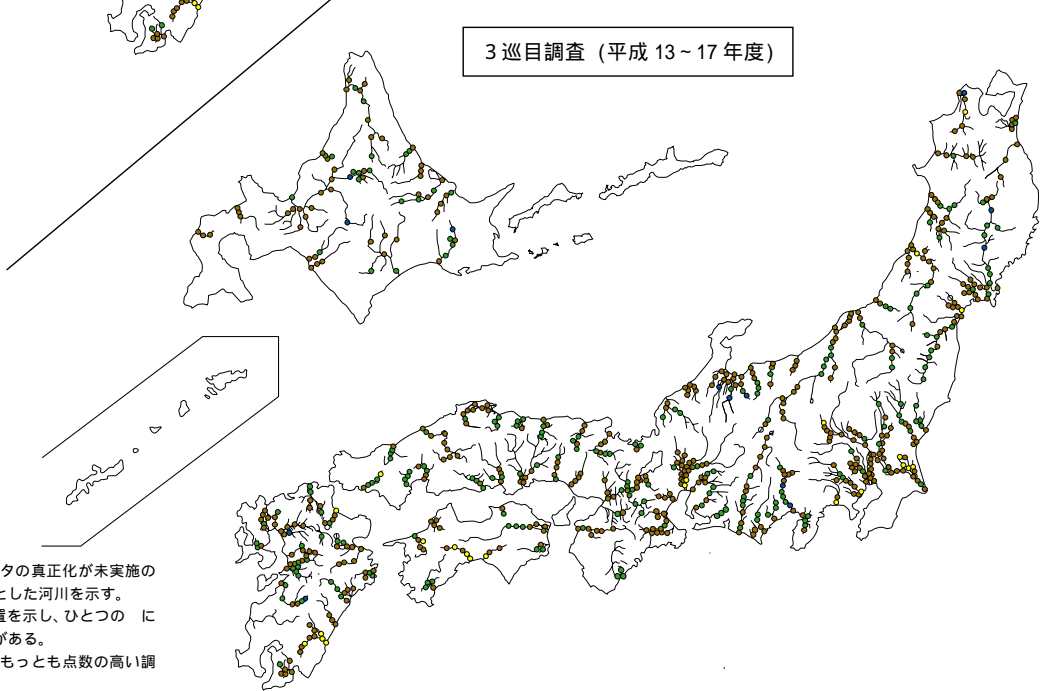 3巡目調査 (平成 13~17 年度)
タの真正化が未実施の
とした河川を示す。
置を示し、ひとつの　に
がある。
もっとも点数の高い調